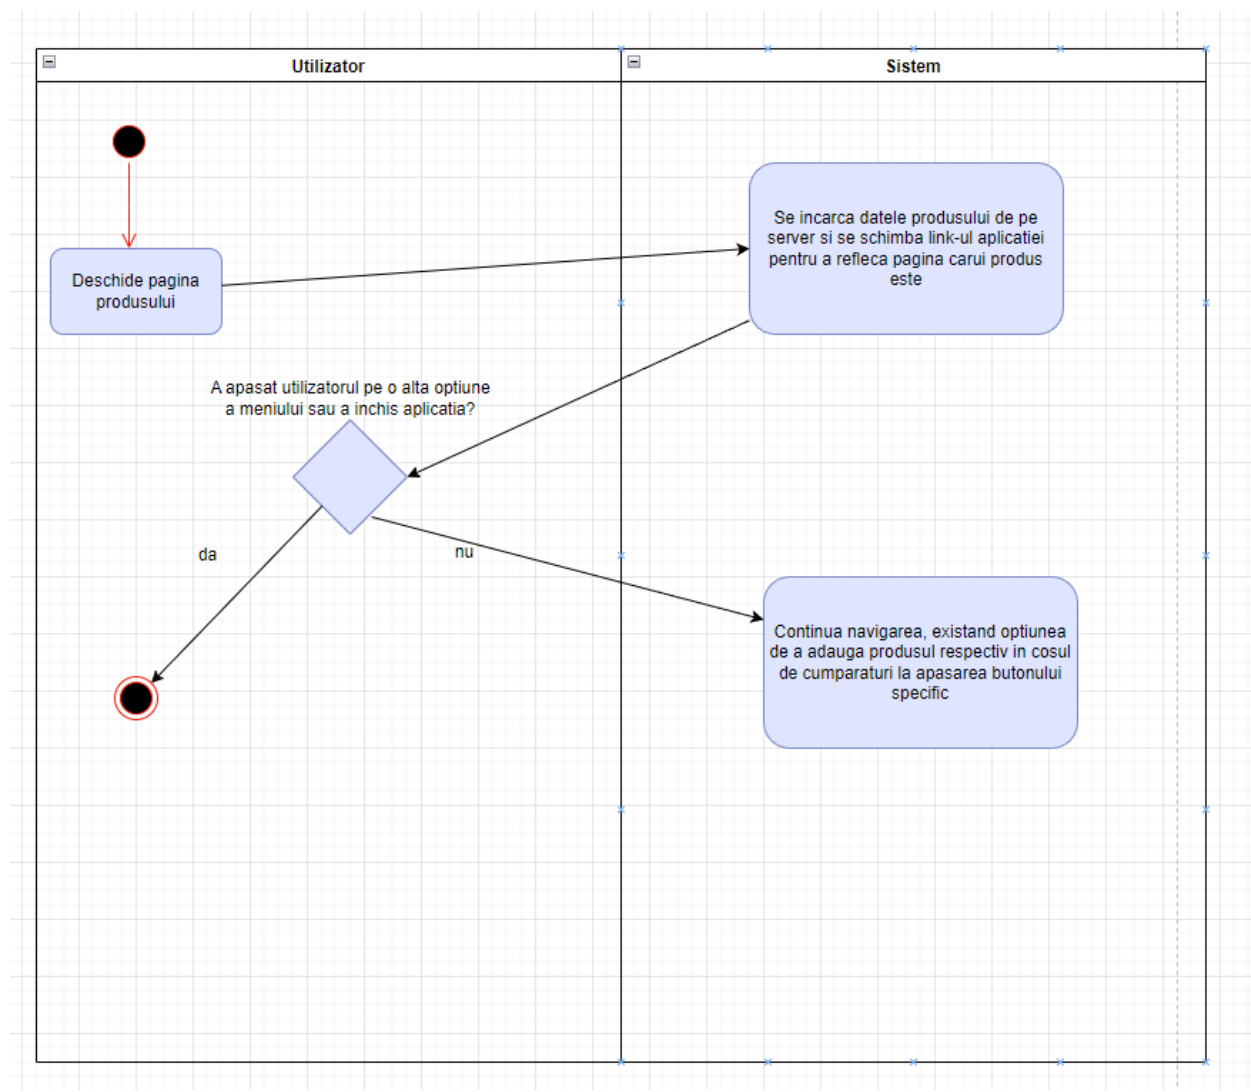 Utilizator
Sistem
Se incarca datele produsului de pe
server si se schimba link-ul aplicatiei
pentru a refleca pagina carui produs
este
Deschide pagina
produsului
A apasat utilizatorul pe o alta optiune
a meniului sau a inchis aplicatia?
da
nu
Continua navigarea, existand optiunea
de a adauga produsul respectiv in cosul
de cumparaturi la apasarea butonului
specific